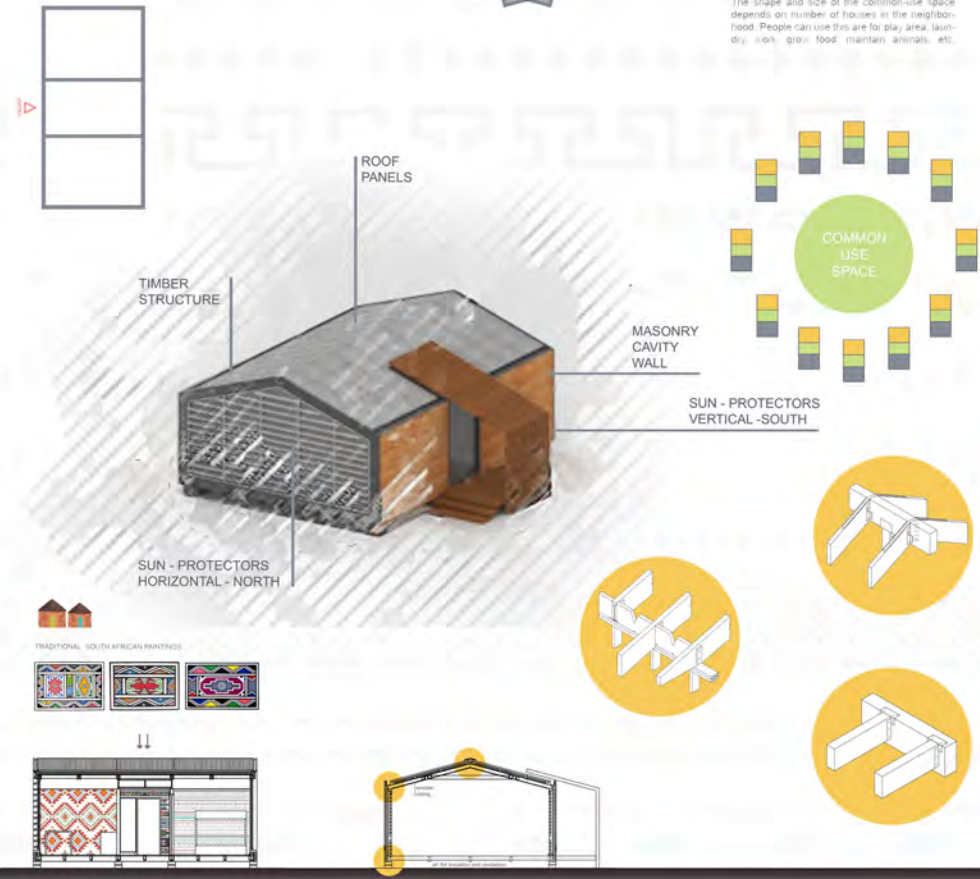 The shape and size of the common-use space
depends on number of houses in the neighbor-
hood. People can use this are for play area, laun-
dry, work, grow food, maintain animals, etc.
ROOF
PANELS
TIMBER
STRUCTURE
COMMON
USE
SPACE
MASONRY
CAVITY
WALL
SUN - PROTECTORS
VERTICAL -SOUTH
SUN - PROTECTORS
HORIZONTAL - NORTH
TRADITIONAL SOUTH AFRICAN PAINTINGS